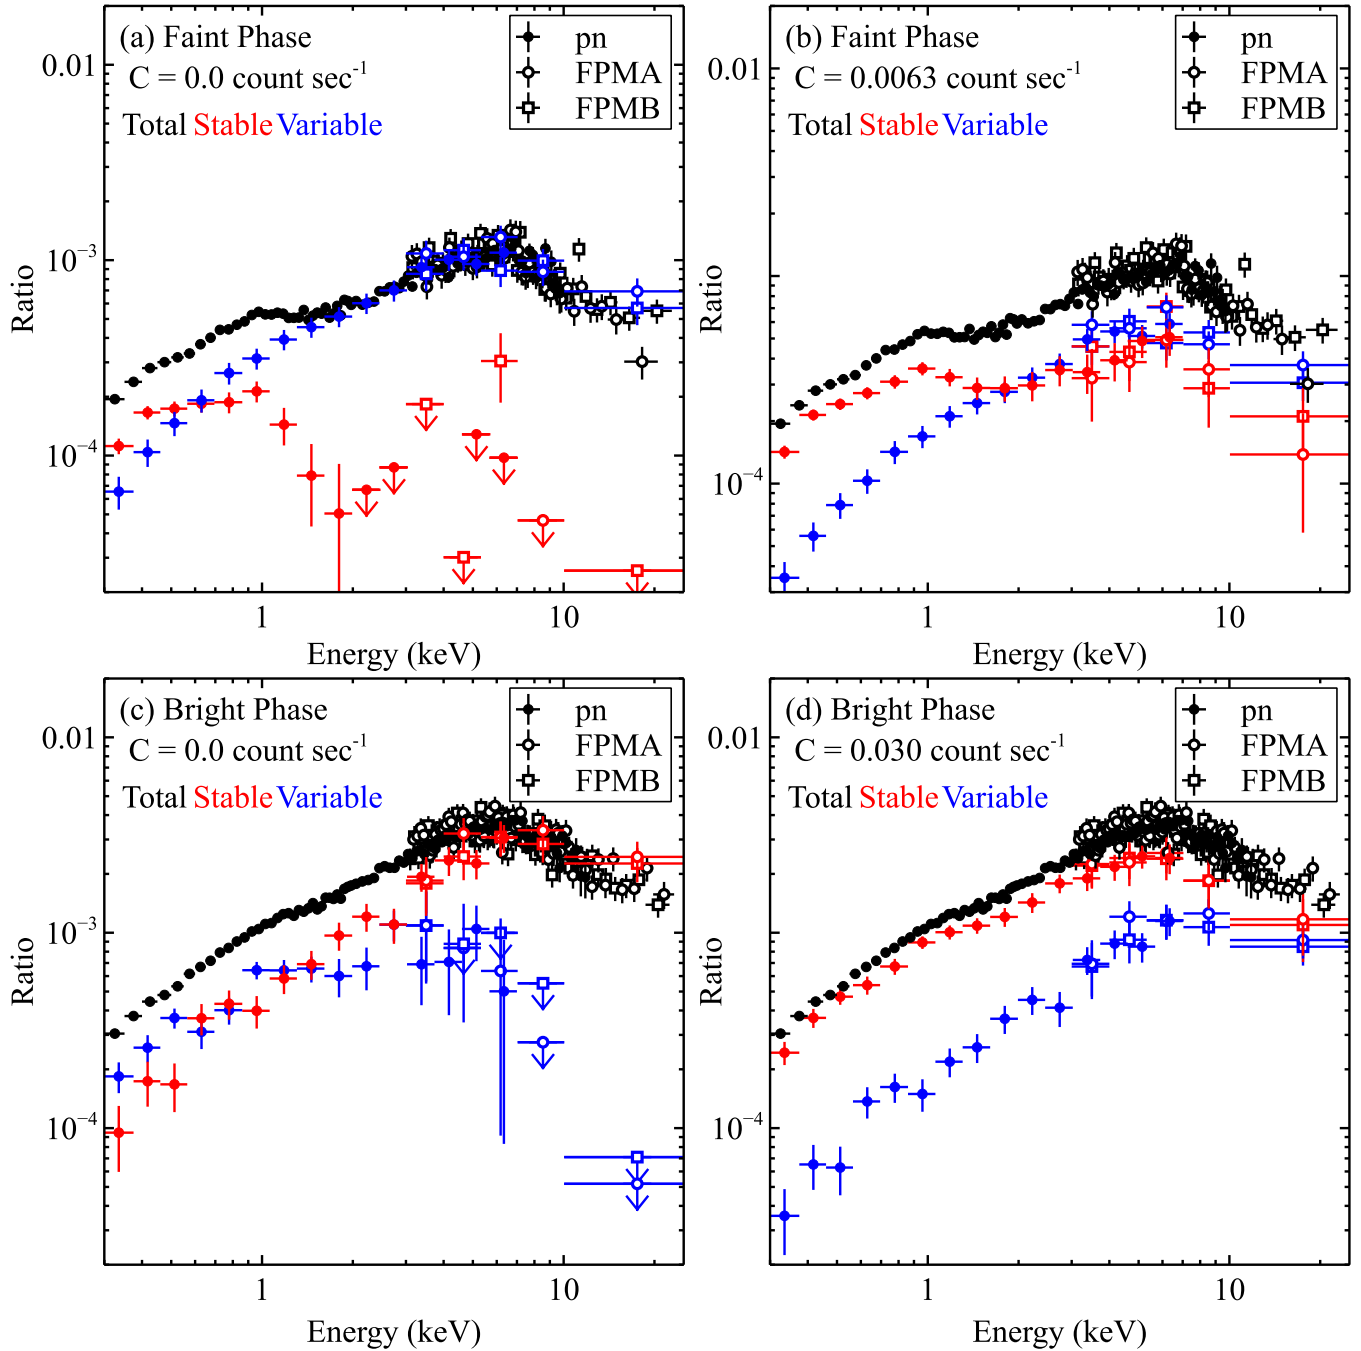 (a) Faint Phase
C = 0.0 count sec⁻¹
Total Stable Variable
pn
FPMA
FPMB
0.01
10⁻³
10⁻⁴
Ratio
1 10
Energy (keV)
(b) Faint Phase
C = 0.0063 count sec⁻¹
Total Stable Variable
pn
FPMA
FPMB
0.01
10⁻³
10⁻⁴
Ratio
1 10
Energy (keV)
(c) Bright Phase
C = 0.0 count sec⁻¹
Total Stable Variable
pn
FPMA
FPMB
0.01
10⁻³
10⁻⁴
Ratio
1 10
Energy (keV)
(d) Bright Phase
C = 0.030 count sec⁻¹
Total Stable Variable
pn
FPMA
FPMB
0.01
10⁻³
10⁻⁴
Ratio
1 10
Energy (keV)